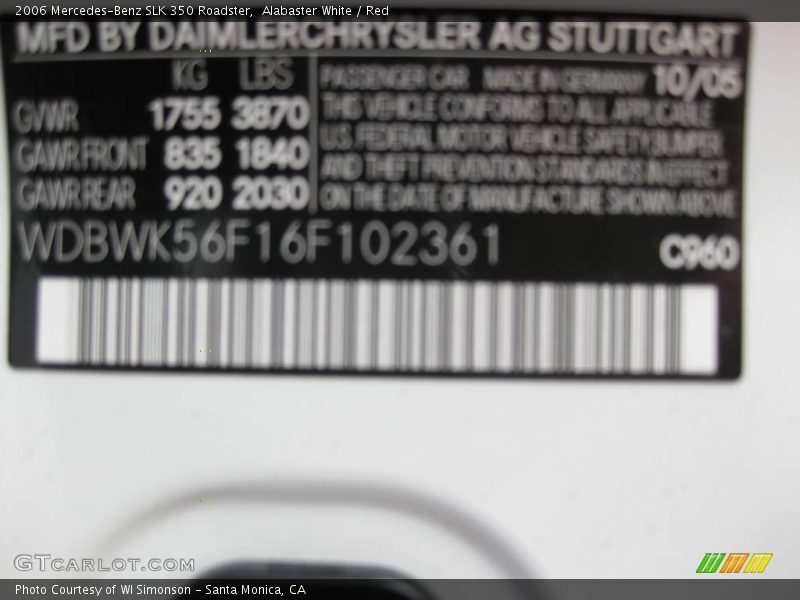 2006 Mercedes-Benz SLK 350 Roadster,  Alabaster White / Red
MFD BY DAIMLERCHRYSLER AG STUTTGART
KG LBS
GVWR 1755 3870
GAWR FRONT 835 1840
GAWR REAR 920 2030
PASSENGER CAR MADE IN GERMANY 10/05
THIS VEHICLE CONFORMS TO ALL APPLICABLE
U.S. FEDERAL MOTOR VEHICLE SAFETY BUMPER
AND THEFT PREVENTION STANDARDS IN EFFECT
ON THE DATE OF MANUFACTURE SHOWN ABOVE
WDBWK56F16F102361
C960
GTCARLOT.COM
Photo Courtesy of WI Simonson - Santa Monica, CA